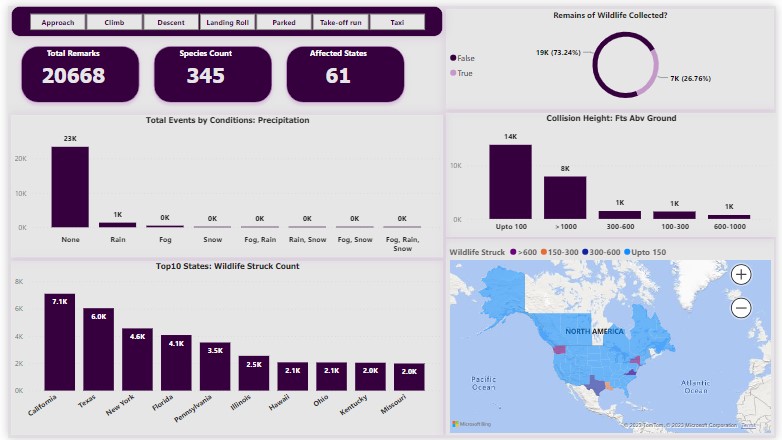 Approach Climb Descent Landing Roll Parked Take-off run Taxi
Total Remarks
20668
Species Count
345
Affected States
61
Remains of Wildlife Collected?
False
True
19K (73.24%)
7K (26.76%)
Total Events by Conditions: Precipitation
20K
10K
0K
23K 1K 0K 0K 0K 0K 0K 0K
None Rain Fog Snow Fog, Rain Rain, Snow Fog, Snow Fog, Rain, Snow
Collision Height: Fts Abv Ground
10K
0K
14K 8K 1K 1K 1K
Upto 100 >1000 300-600 100-300 600-1000
Top10 States: Wildlife Struck Count
8K
6K
4K
2K
0K
7.1K 6.0K 4.6K 4.1K 3.5K 2.5K 2.1K 2.1K 2.0K 2.0K
California Texas New York Florida Pennsylvania Illinois Hawaii Ohio Kentucky Missouri
Wildlife Struck >600 150-300 300-600 Upto 150
NORTH AMERICA
Pacific
Ocean
Atlantic
Ocean
Microsoft Bing
© 2023 TomTom, © 2023 Microsoft Corporation Terms